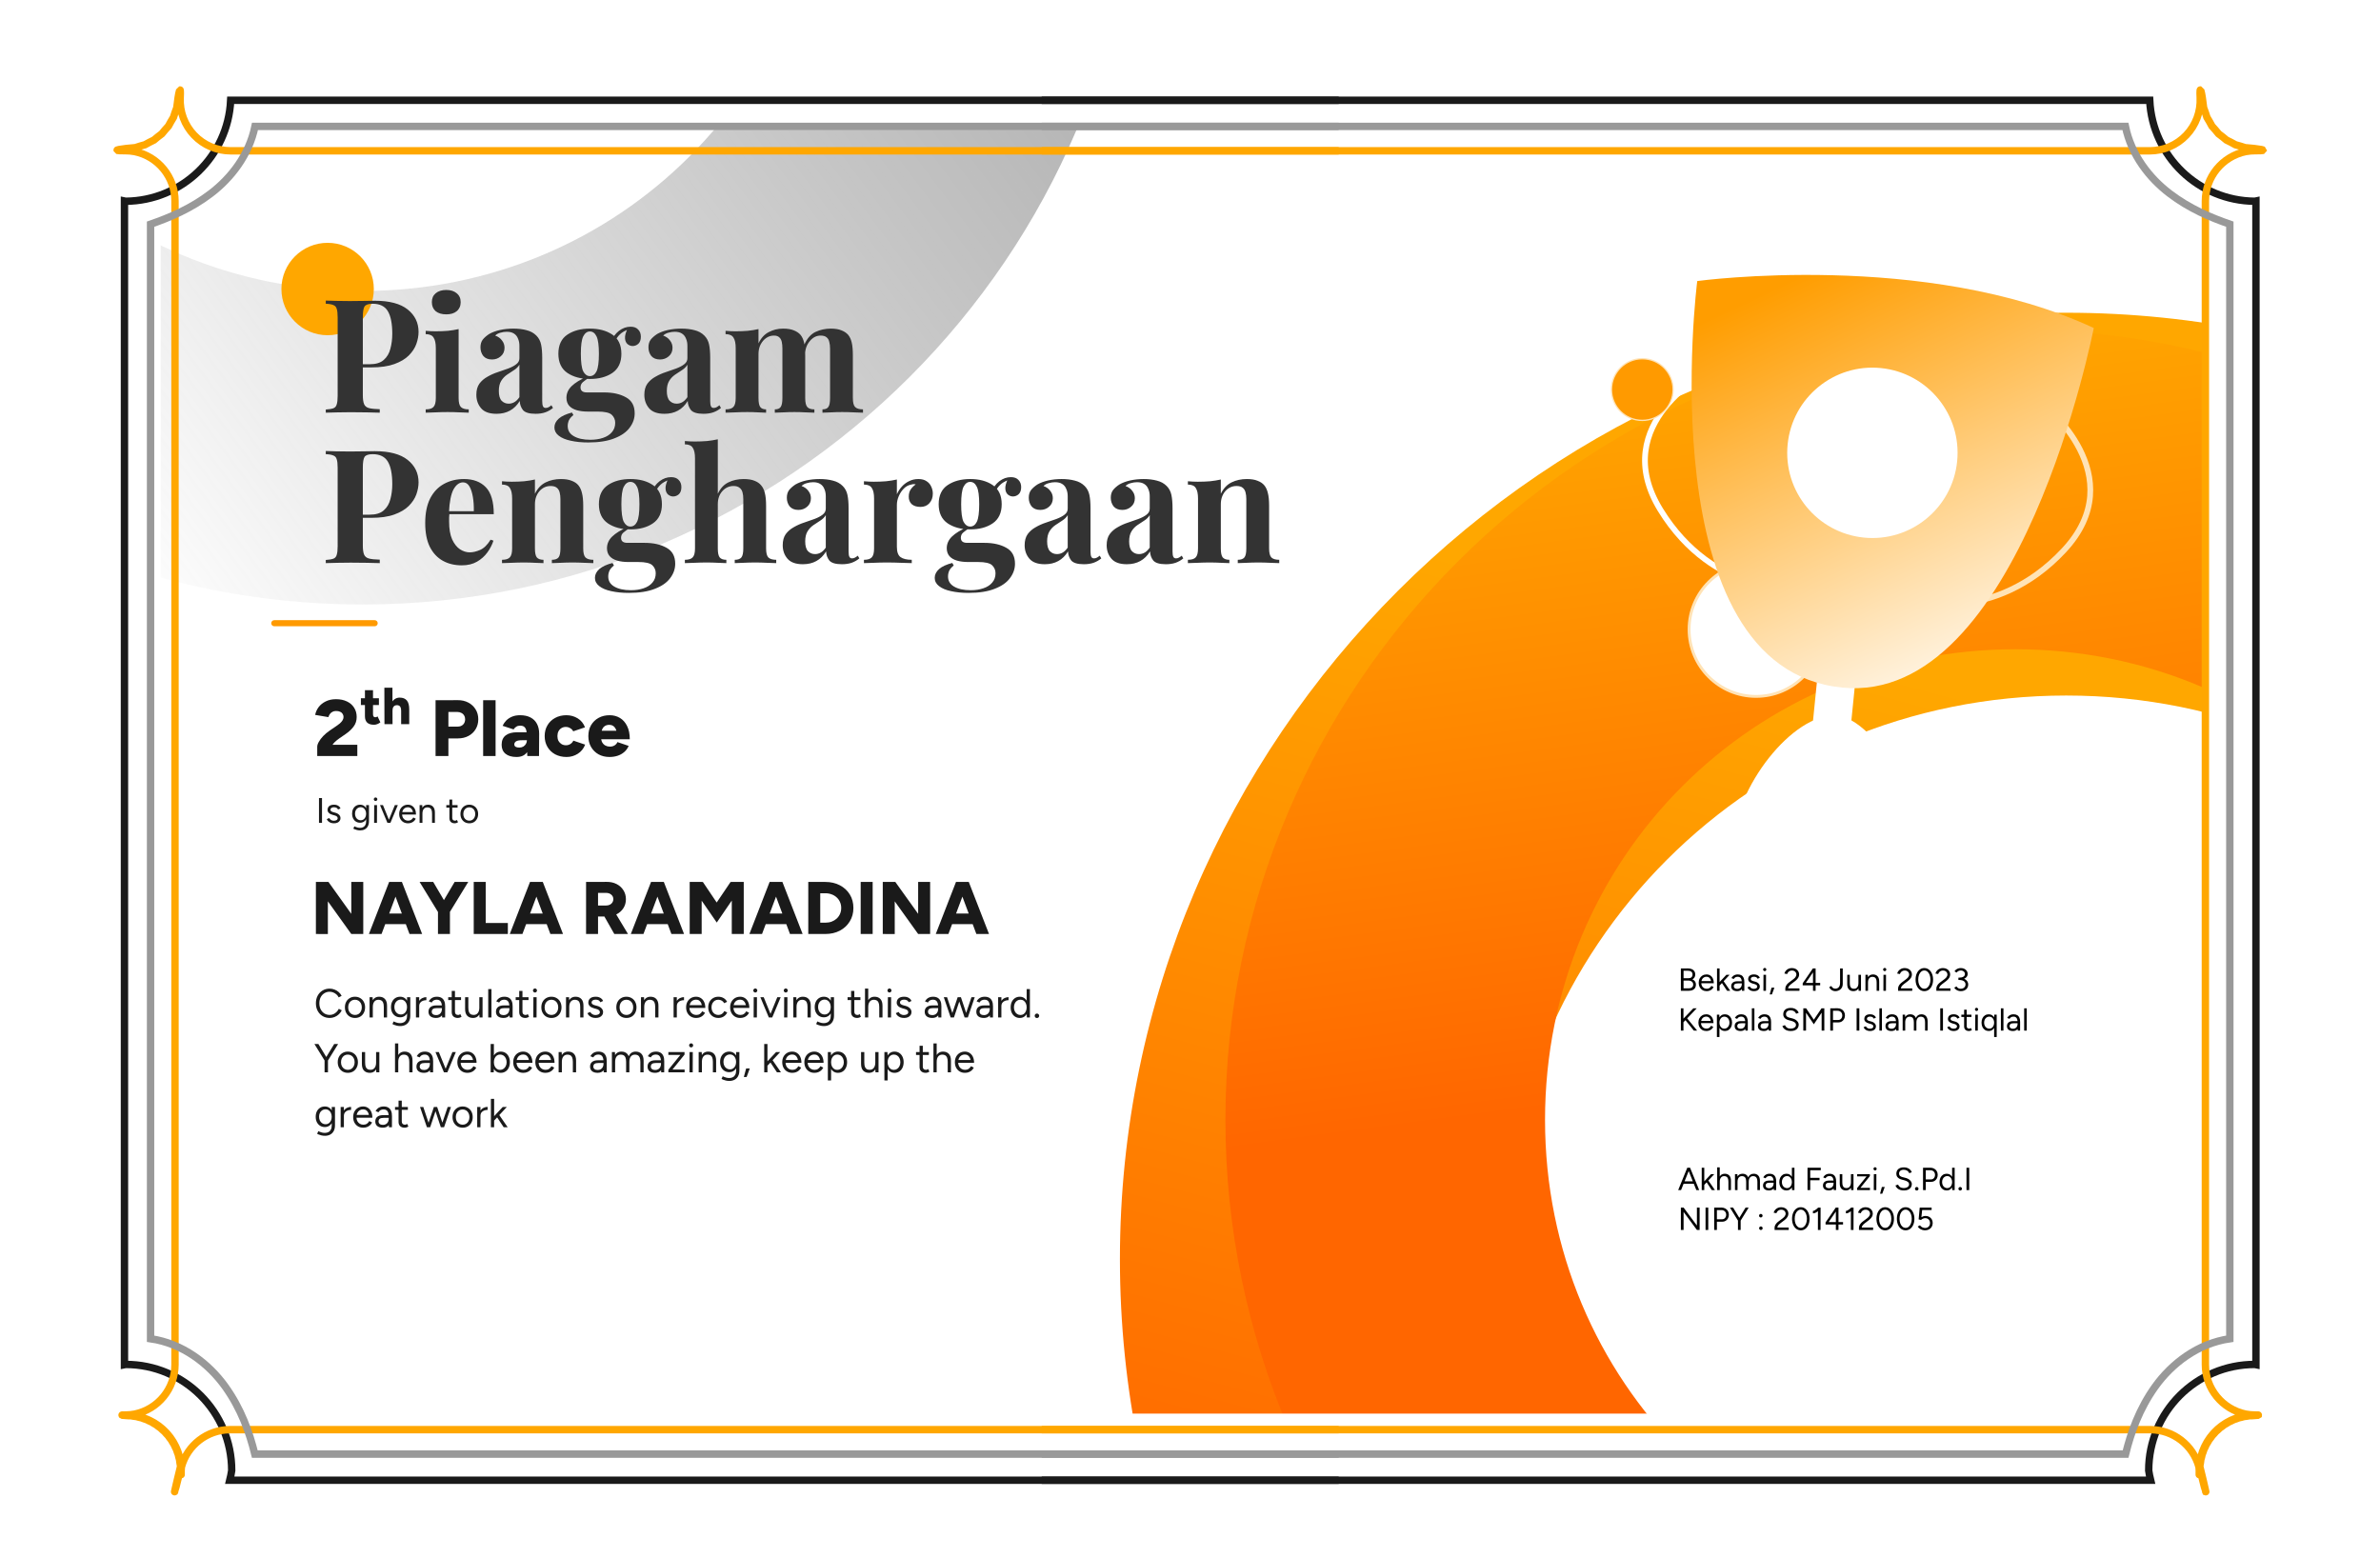 Piagam
Penghargaan
2th Place
Is given to
NAYLA RAMADINA
Congratulations on receiving this award.
You have been amazing, keep up the
great work
Bekasi, 24 Juni 2023
Kepala SMP Islam Istiqlal
Akhmad Fauzi, S.Pd.I
NIPY : 201412005